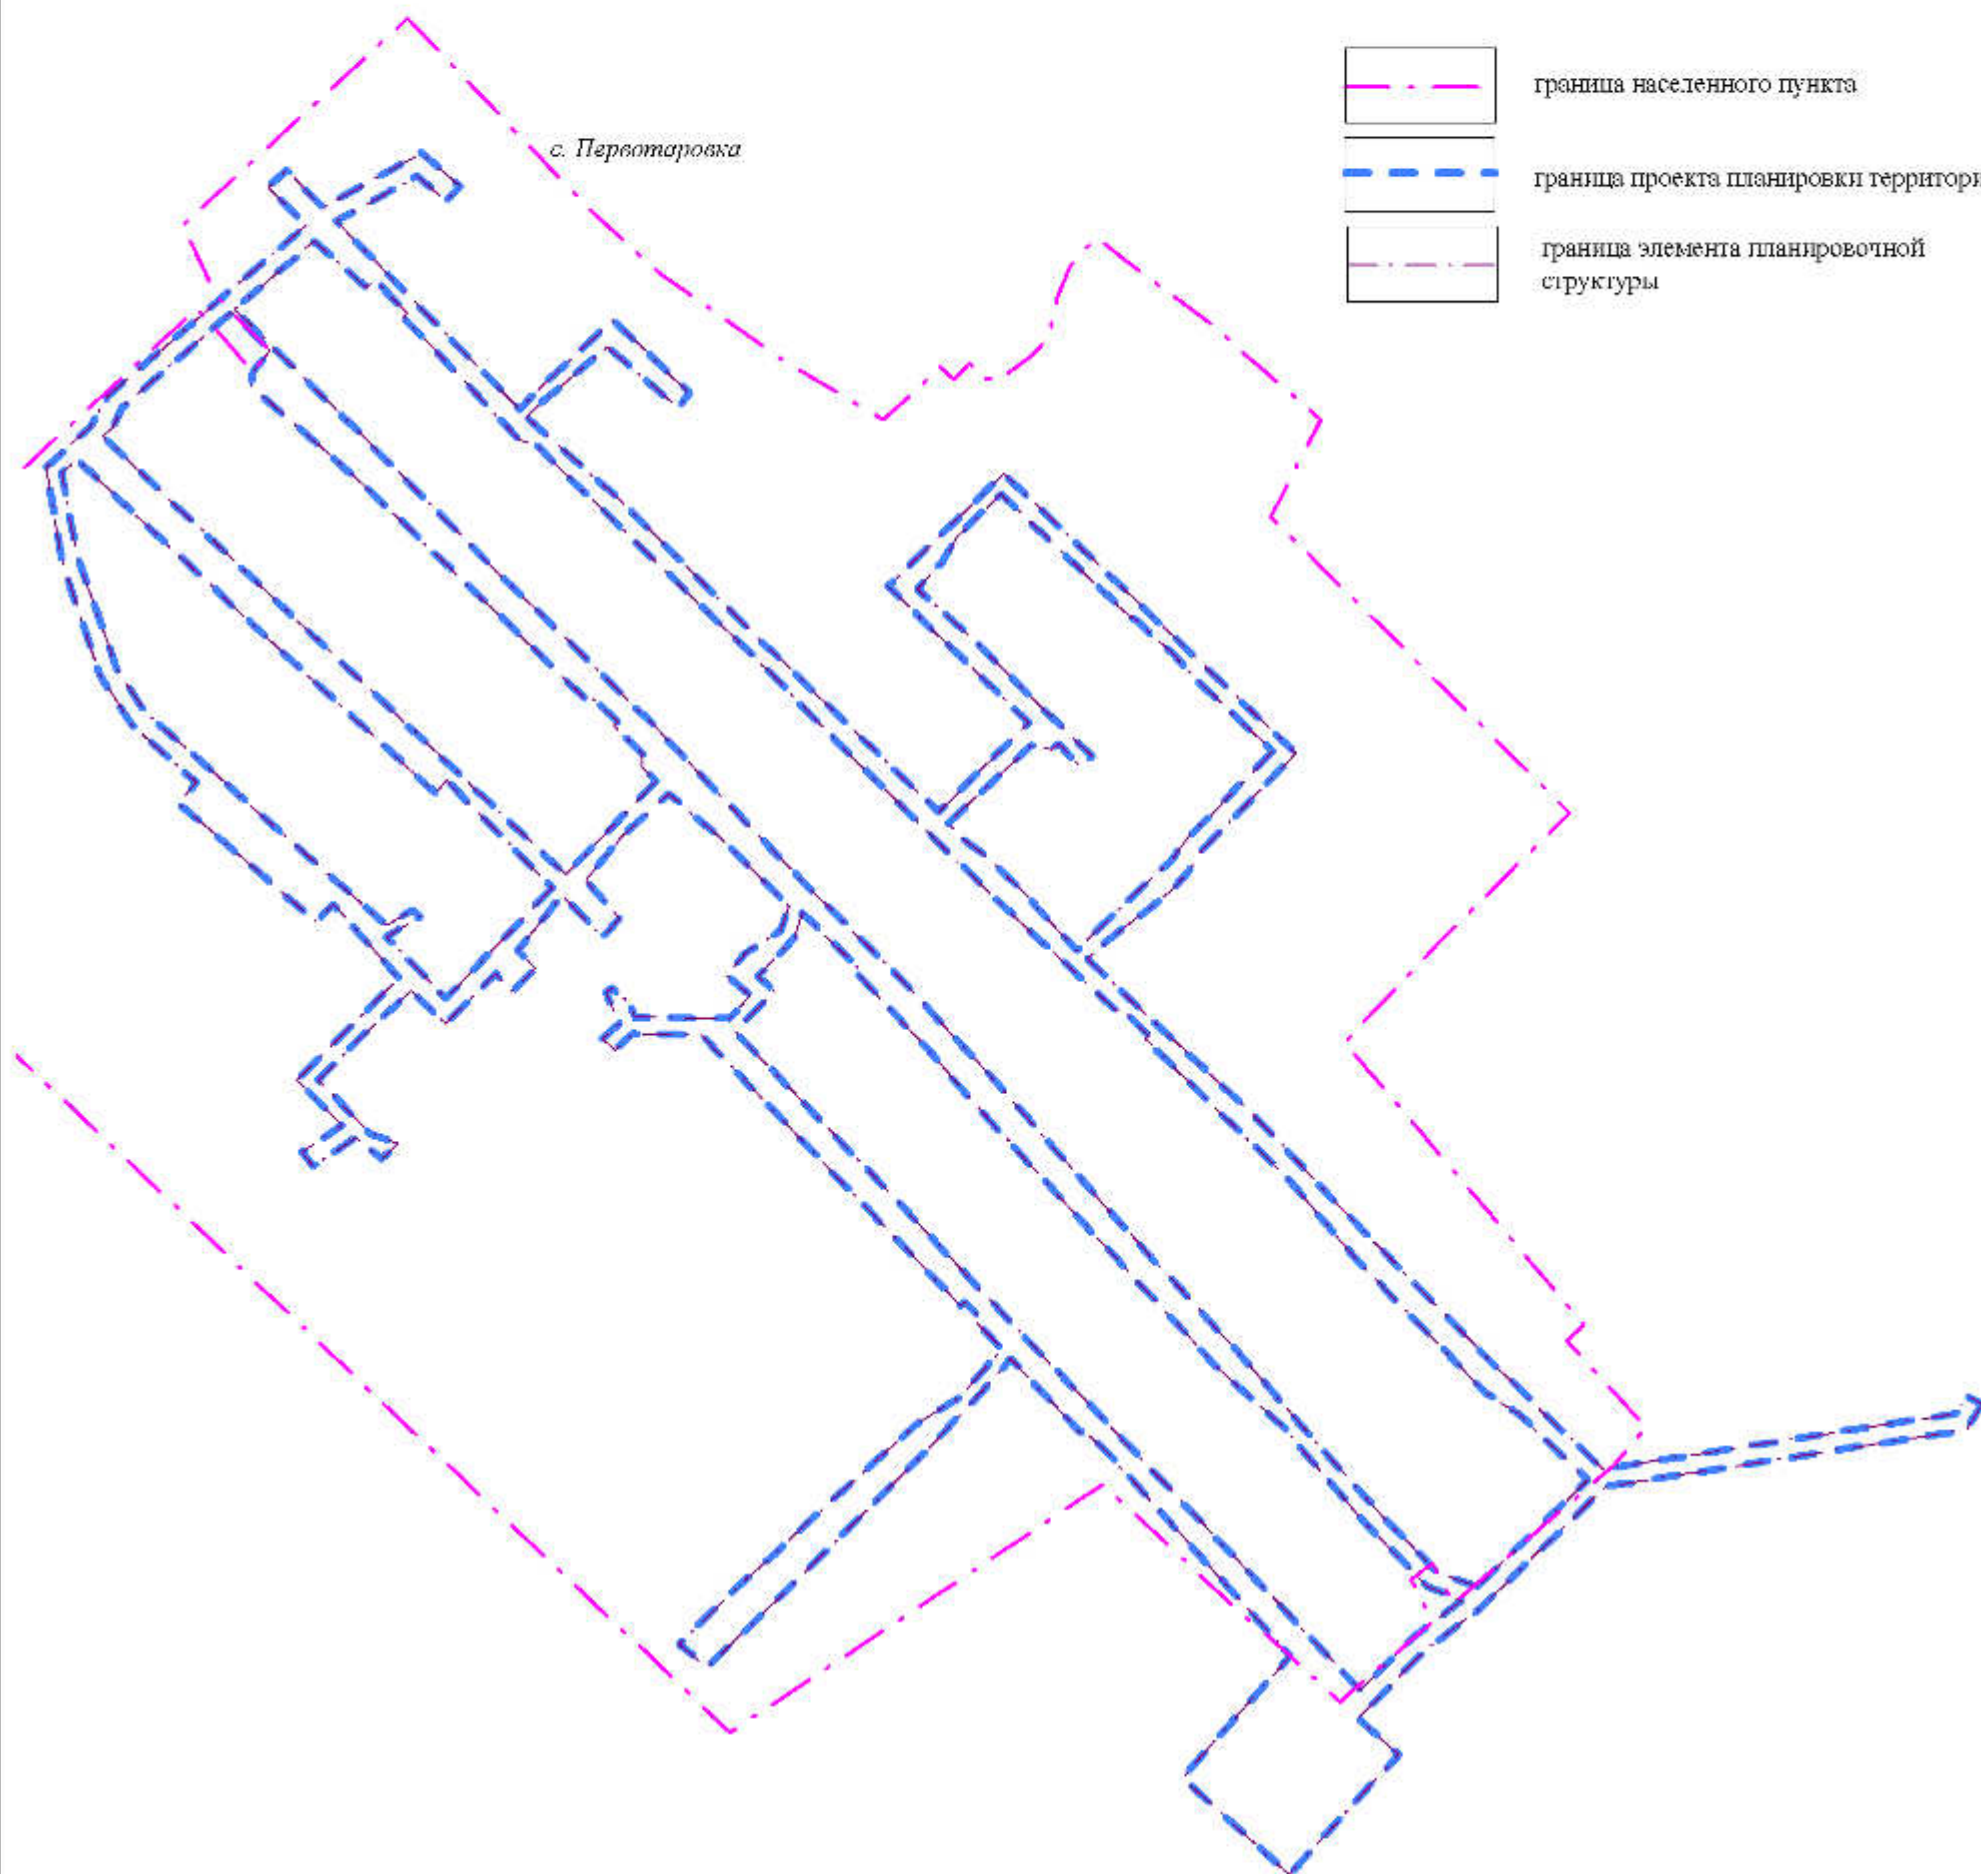 граница населенного пункта
с. Первотаровка
граница проекта планировки территори
граница элемента планировочной
структуры